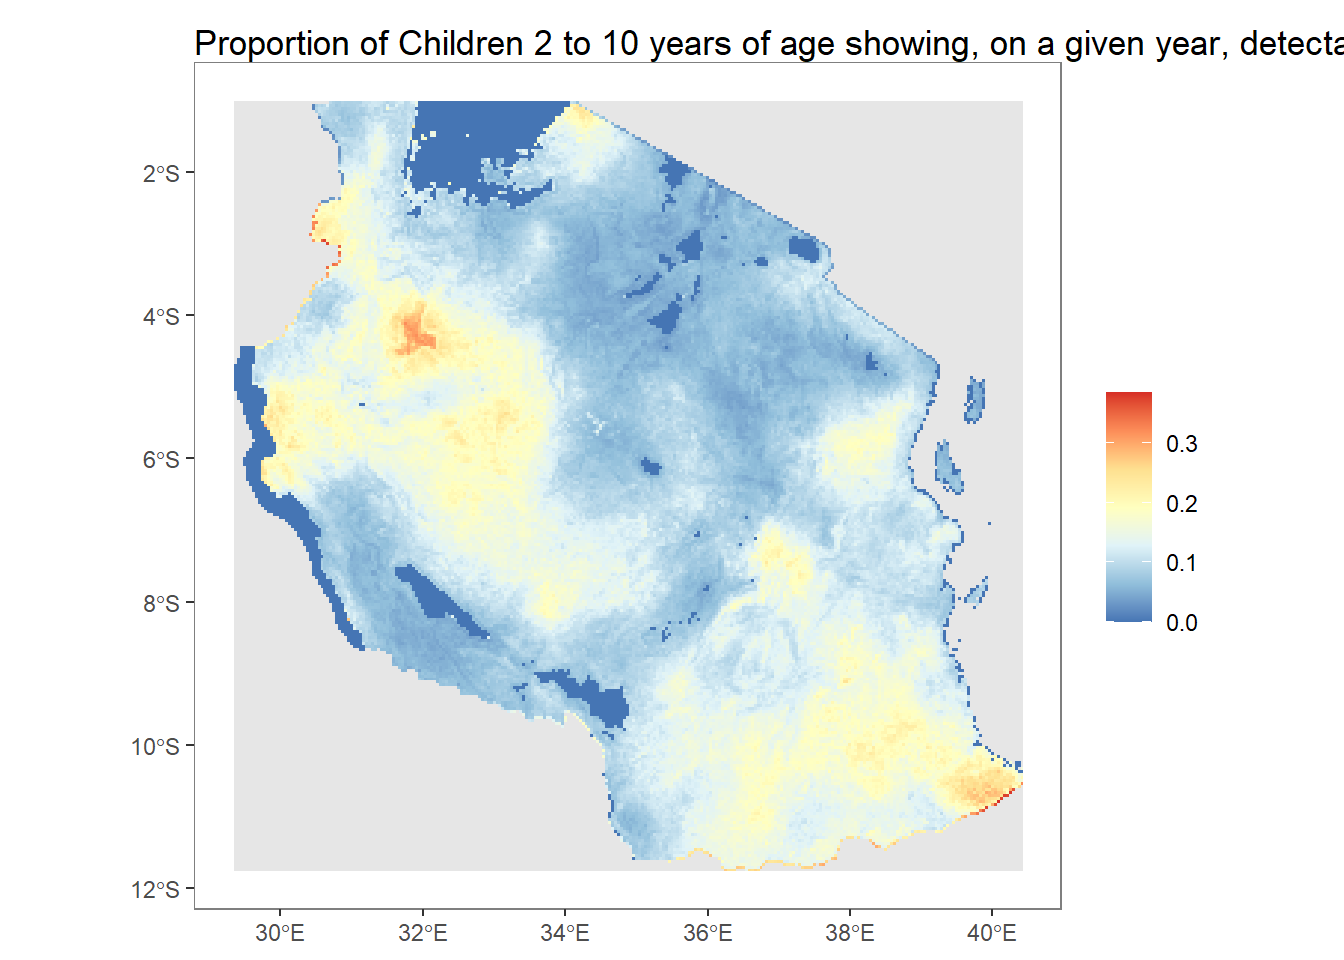 Proportion of Children 2 to 10 years of age showing, on a given year, detecta
2°S
4°S
6°S
8°S
10°S
12°S
30°E
32°E
34°E
36°E
38°E
40°E
0.3
0.2
0.1
0.0